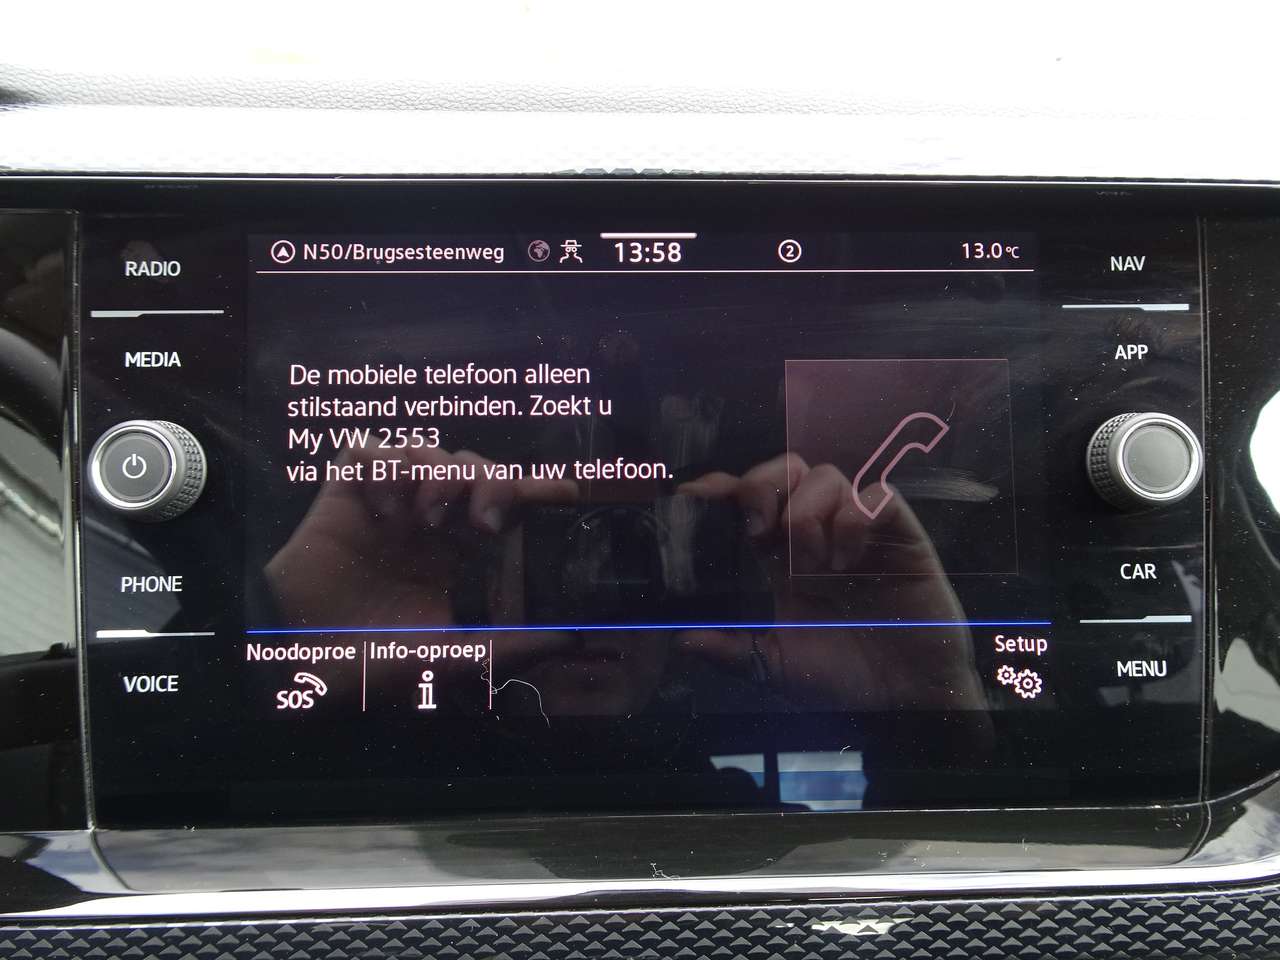 N50/Brugsesteenweg 13:58 2 13.0 °C
RADIO
NAV
MEDIA
APP
De mobiele telefoon alleen
stilstaand verbinden. Zoekt u
My VW 2553
via het BT-menu van uw telefoon.
PHONE
CAR
VOICE
MENU
Noodoproe
Info-oproep
Setup
SOS
i